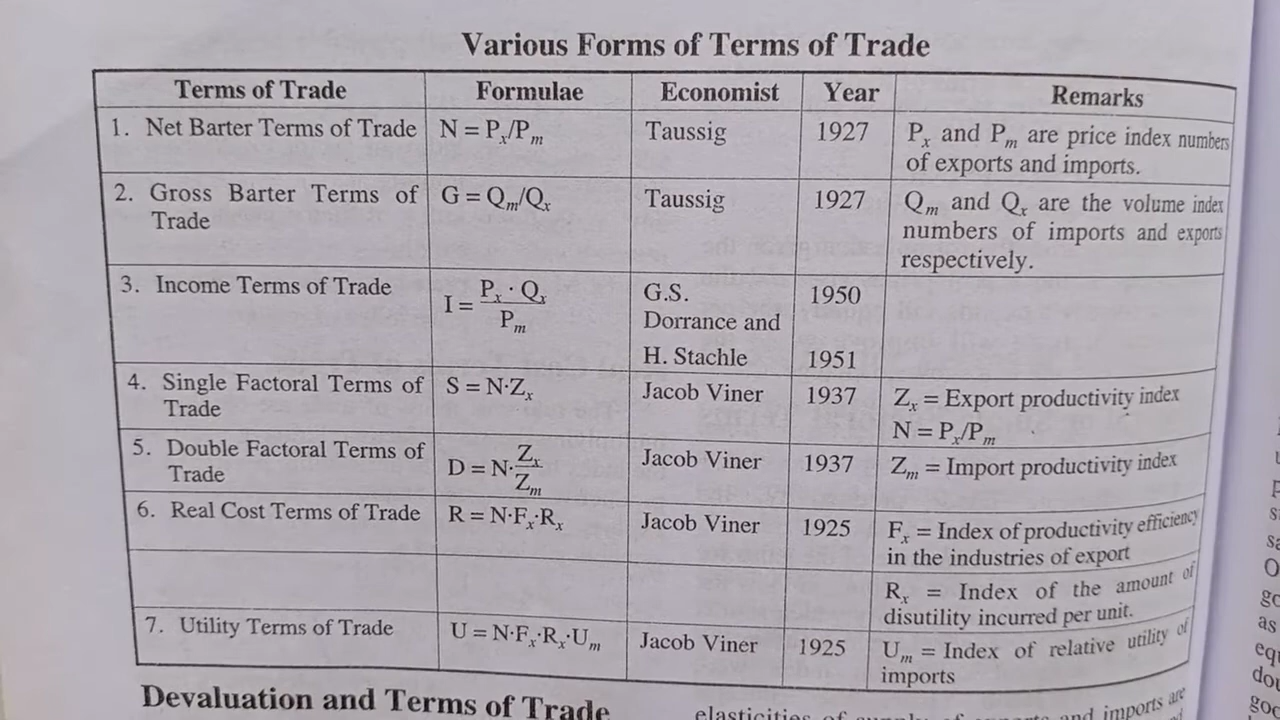 Various Forms of Terms of Trade
Terms of Trade Formulae Economist Year Remarks
1. Net Barter Terms of Trade N = Pₓ/Pₘ Taussig 1927 Pₓ and Pₘ are price index numbers
of exports and imports.
2. Gross Barter Terms of G = Qₘ/Qₓ Taussig 1927 Qₘ and Qₓ are the volume index
Trade numbers of imports and exports
respectively.
3. Income Terms of Trade I = Pₓ · Qₓ / Pₘ G.S. 1950
Dorrance and
H. Stachle 1951
4. Single Factoral Terms of S = N·Zₓ Jacob Viner 1937 Zₓ = Export productivity index
Trade N = Pₓ/Pₘ
5. Double Factoral Terms of D = N·Zₓ/Zₘ Jacob Viner 1937 Zₘ = Import productivity index
Trade
6. Real Cost Terms of Trade R = N·Fₓ·Rₓ Jacob Viner 1925 Fₓ = Index of productivity efficiency
in the industries of export
Rₓ = Index of the amount of
disutility incurred per unit.
7. Utility Terms of Trade U = N·Fₓ·Rₓ·Uₘ Jacob Viner 1925 Uₘ = Index of relative utility of
imports
Devaluation and Terms of Trade
elasticities of supply of exports and imports are